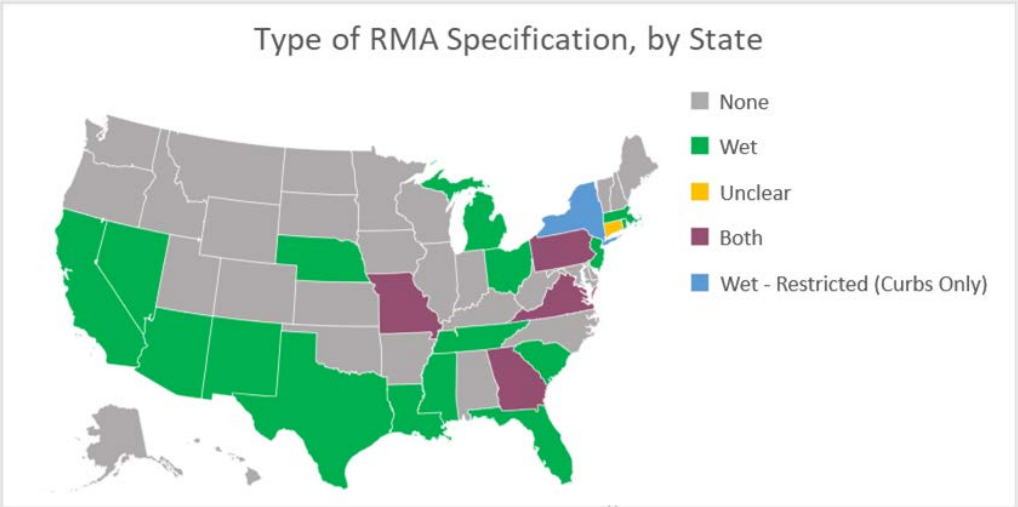 Type of RMA Specification, by State
None
Wet
Unclear
Both
Wet - Restricted (Curbs Only)